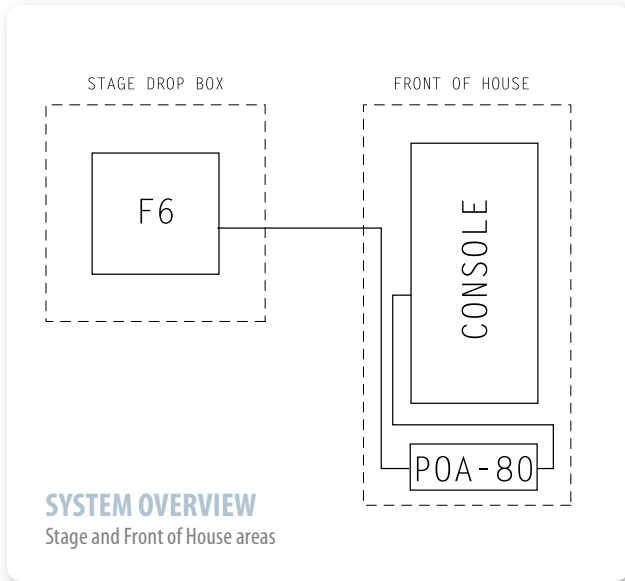 STAGE DROP BOX
FRONT OF HOUSE
F6
CONSOLE
POA-80
SYSTEM OVERVIEW
Stage and Front of House areas